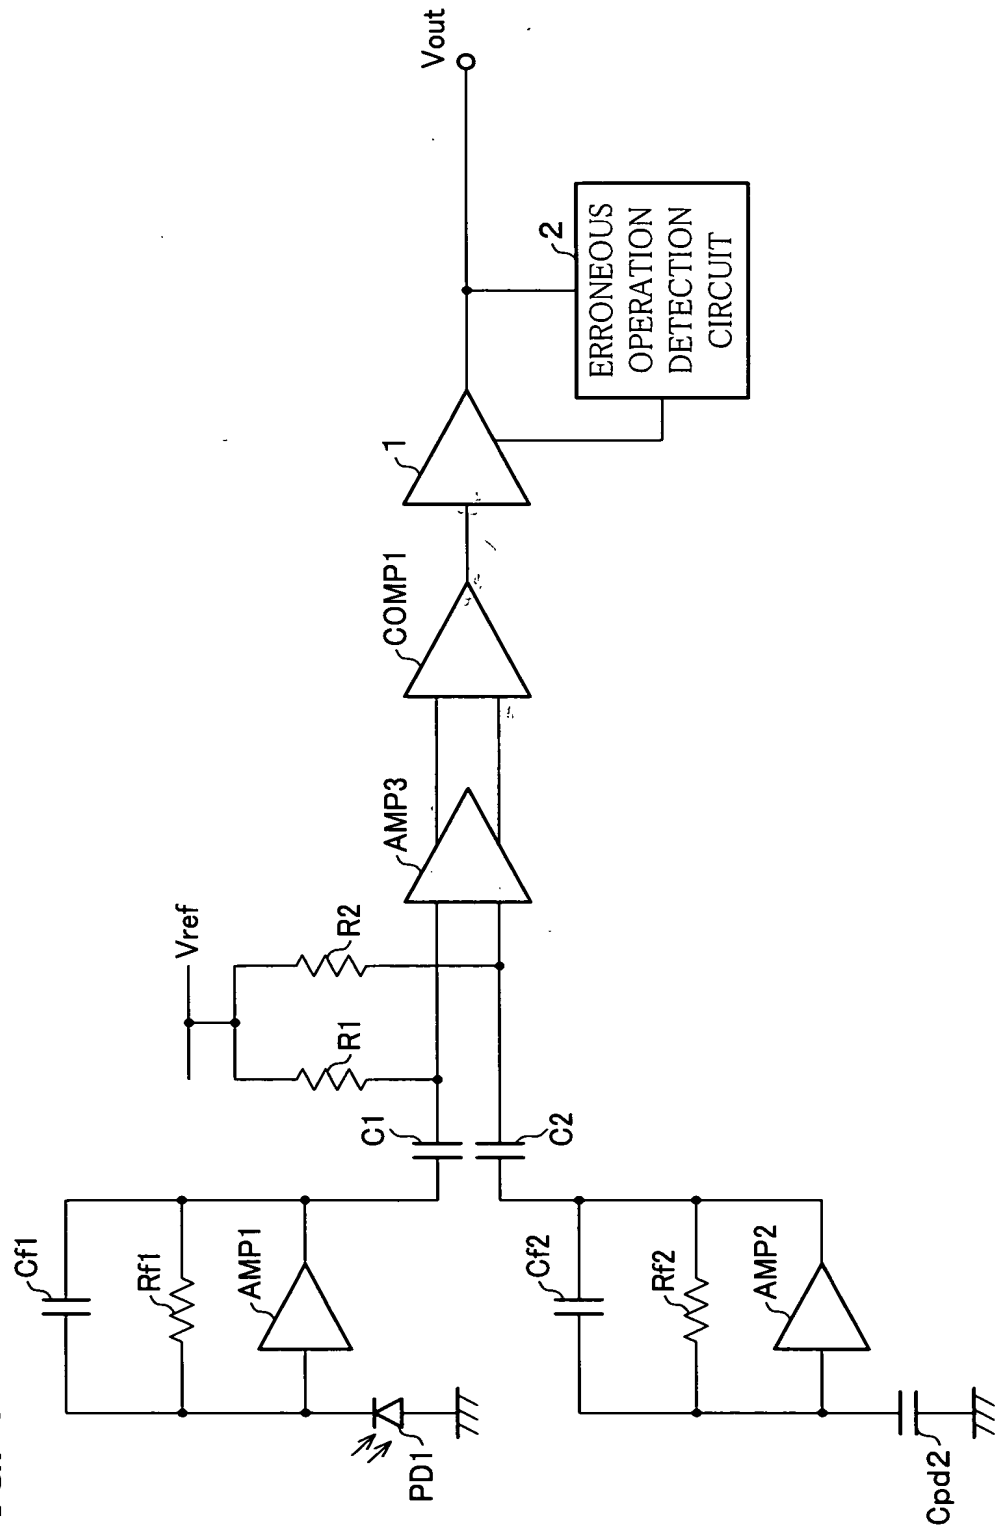 Cf1
Rf1
AMP1
PD1
C1
C2
Cf2
Rf2
AMP2
Cpd2
Vref
R1
R2
AMP3
COMP1
1
2
ERRONEOUS
OPERATION
DETECTION
CIRCUIT
Vout